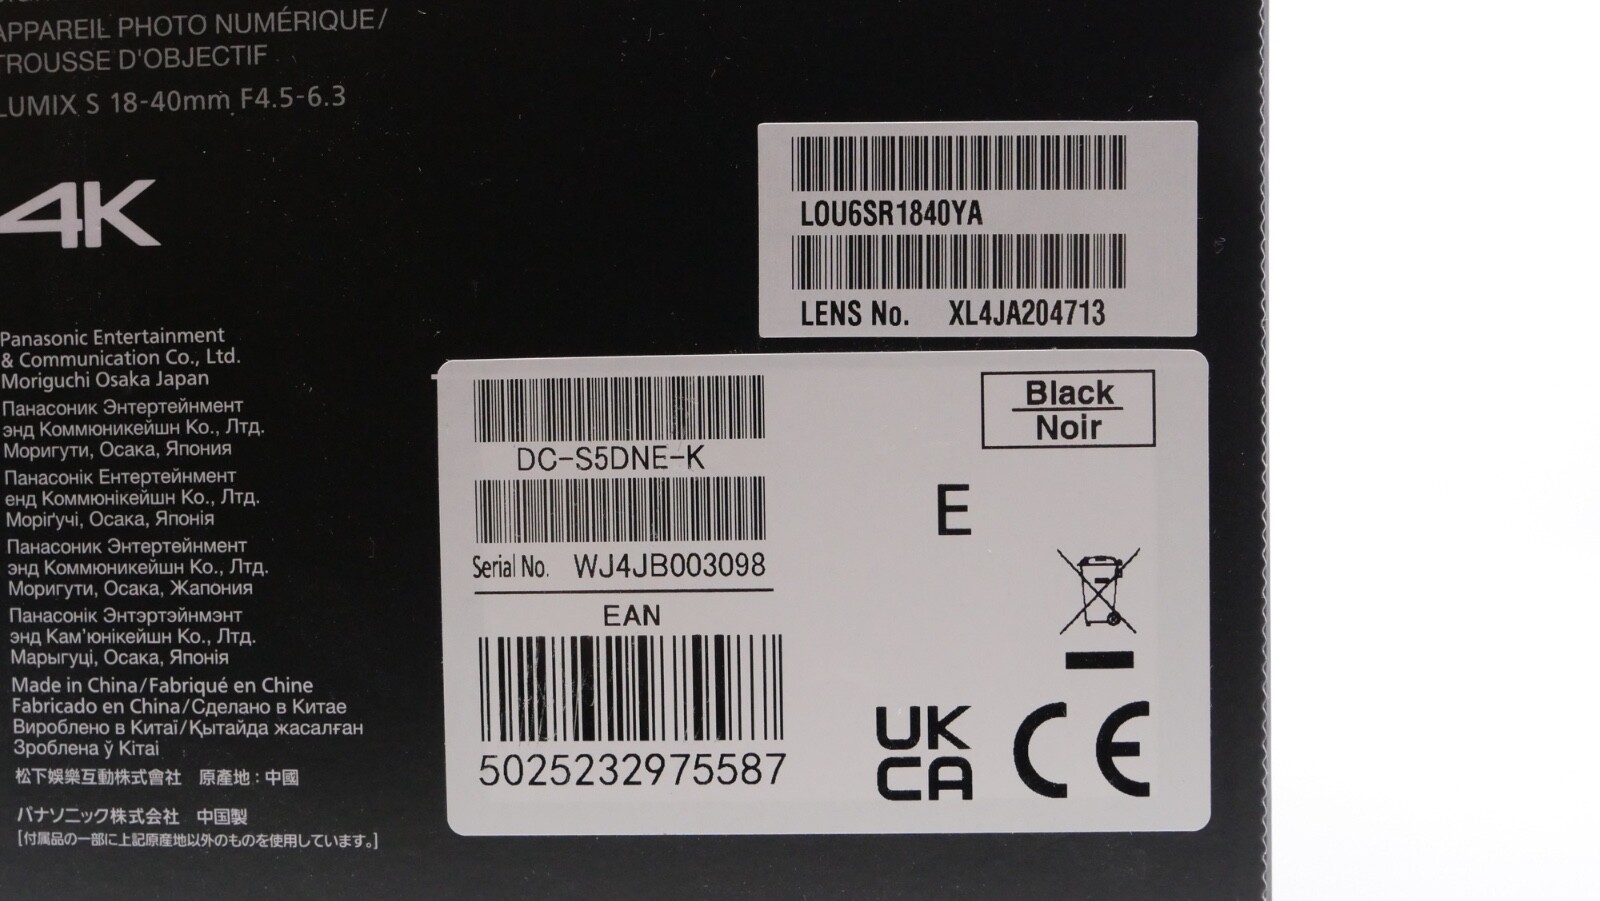 APPAREIL PHOTO NUMÉRIQUE/
TROUSSE D'OBJECTIF
LUMIX S 18-40mm F4.5-6.3
4K
Panasonic Entertainment
& Communication Co., Ltd.
Moriguchi Osaka Japan
Панасоник Энтертейнмент
энд Коммюникейшн Ко., Лтд.
Моригути, Осака, Япония
Панасонік Ентертейнмент
енд Коммюнікейшн Ко., Лтд.
Моріґучі, Осака, Японія
Панасоник Энтертейнмент
энд Коммюникейшн Ко., Лтд.
Моригути, Осака, Жапония
Панасонік Энтэртэйнмэнт
энд Кам'юнікейшн Ко., Лтд.
Марыгуці, Осака, Японія
Made in China/Fabriqué en Chine
Fabricado en China/Сделано в Китае
Вироблено в Китаї/Қытайда жасалған
Зроблена ў Кітаі
松下娛樂互動株式會社 原產地：中國
パナソニック株式会社 中国製
[付属品の一部に上記原産地以外のものを使用しています。]
LOU6SR1840YA
LENS No. XL4JA204713
DC-S5DNE-K
Serial No. WJ4JB003098
EAN
5025232975587
Black
Noir
E
UK
CA
CE